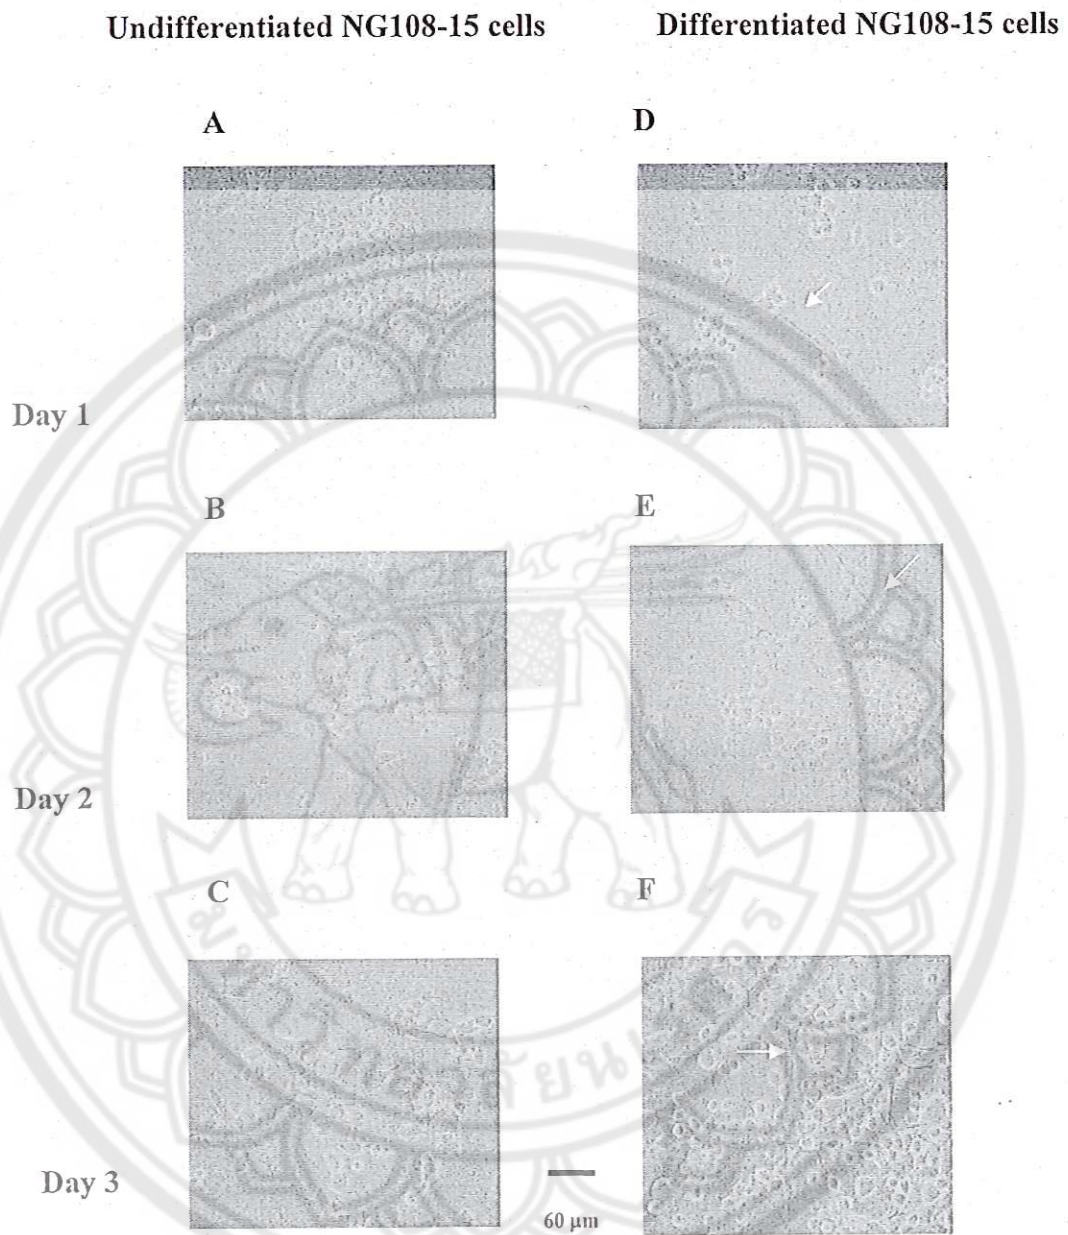 Undifferentiated NG108-15 cells
Differentiated NG108-15 cells
A
D
Day 1
B
E
Day 2
C
F
Day 3
60 µm